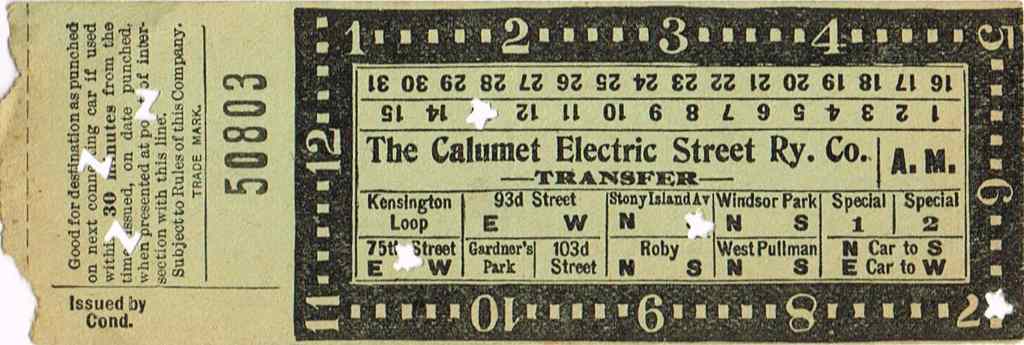 Good for destination as punched
on next connecting car if used
within 30 minutes from the
time issued, on date punched,
when presented at point of inter-
section with this line.
Subject to Rules of this Company.
TRADE MARK.
50803
Issued by
Cond.
1 2 3 4 5
31 30 29 28 27 26 25 24 23 22 21 20 19 18 17 16
15 14 12 11 10 9 8 7 6 5 4 3 2 1
The Calumet Electric Street Ry. Co.
A. M.
TRANSFER
Kensington Loop
93d Street E W
Stony Island Av N
Windsor Park N S
Special 1
Special 2
75th Street E W
Gardner's Park
103d Street
Roby N S
West Pullman N S
N Car to S
E Car to W
12 6
11 10 9 8 7